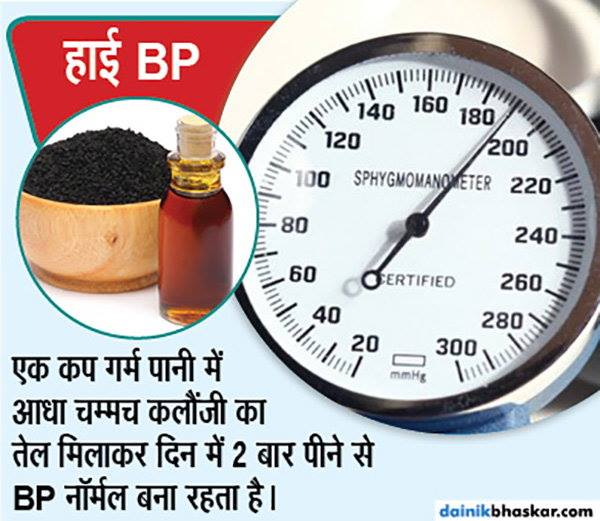 हाई BP
एक कप गर्म पानी में
आधा चम्मच कलौंजी का
तेल मिलाकर दिन में 2 बार पीने से
BP नॉर्मल बना रहता है।
20
40
60
80
100
120
140
160
180
200
220
240
260
280
300
SPHYGMOMANOMETER
CERTIFIED
mmHg
dainikbhaskar.com